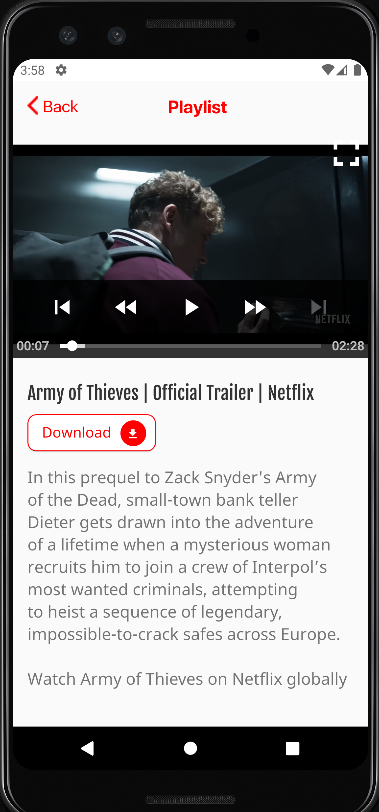 3:58
Back
Playlist
NETFLIX
00:07
02:28
Army of Thieves | Official Trailer | Netflix
Download
In this prequel to Zack Snyder's Army
of the Dead, small-town bank teller
Dieter gets drawn into the adventure
of a lifetime when a mysterious woman
recruits him to join a crew of Interpol's
most wanted criminals, attempting
to heist a sequence of legendary,
impossible-to-crack safes across Europe.
Watch Army of Thieves on Netflix globally